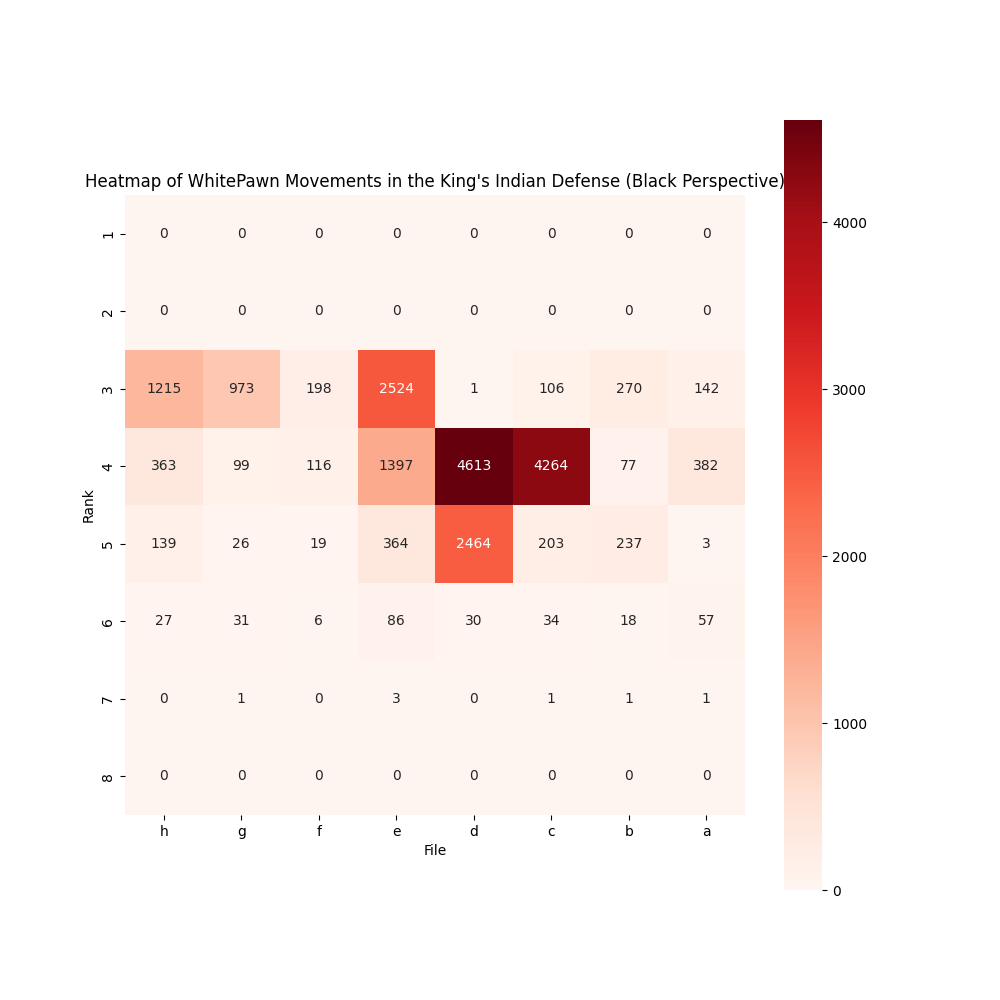 Heatmap of WhitePawn Movements in the King's Indian Defense (Black Perspective)
1 0 0 0 0 0 0 0 0
2 0 0 0 0 0 0 0 0
3 1215 973 198 2524 1 106 270 142
4 363 99 116 1397 4613 4264 77 382
5 139 26 19 364 2464 203 237 3
6 27 31 6 86 30 34 18 57
7 0 1 0 3 0 1 1 1
8 0 0 0 0 0 0 0 0
h g f e d c b a
File
Rank
4000
3000
2000
1000
0